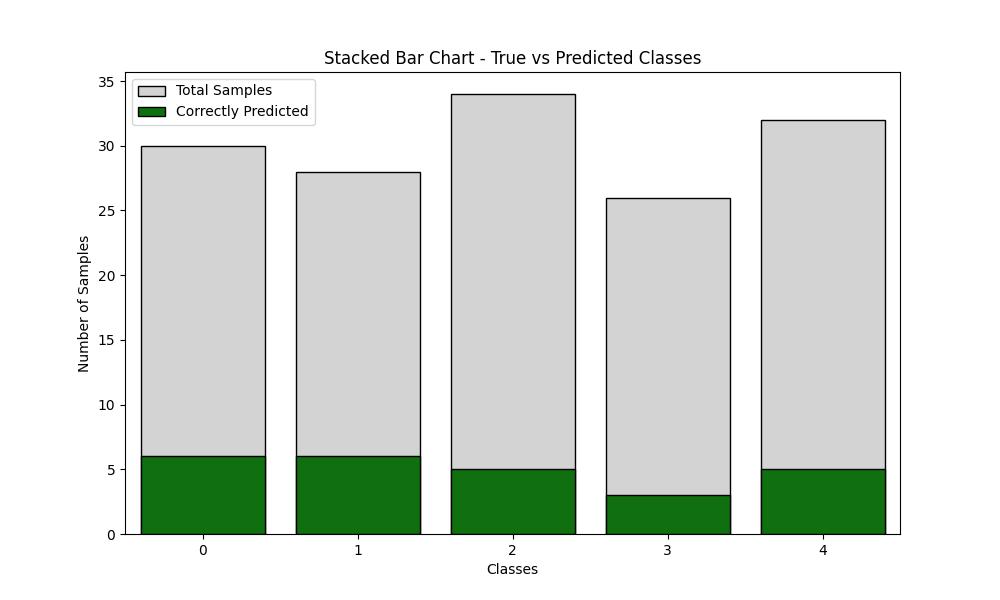 Stacked Bar Chart - True vs Predicted Classes
Total Samples
Correctly Predicted
Number of Samples
35
30
25
20
15
10
5
0
0 1 2 3 4
Classes